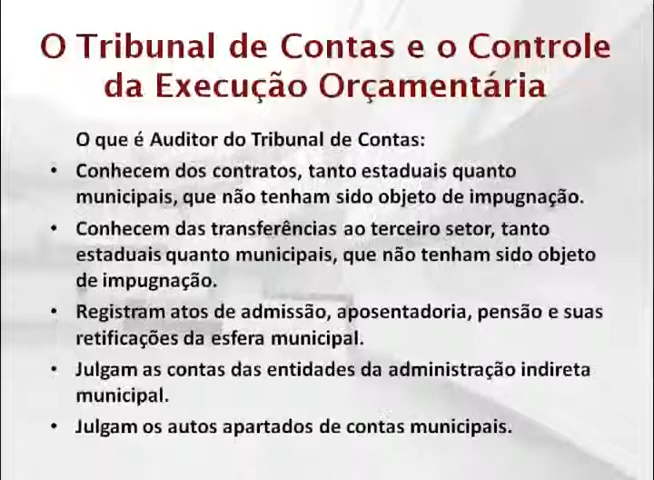 O Tribunal de Contas e o Controle
da Execução Orçamentária
O que é Auditor do Tribunal de Contas:
• Conhecem dos contratos, tanto estaduais quanto
municipais, que não tenham sido objeto de impugnação.
• Conhecem das transferências ao terceiro setor, tanto
estaduais quanto municipais, que não tenham sido objeto
de impugnação.
• Registram atos de admissão, aposentadoria, pensão e suas
retificações da esfera municipal.
• Julgam as contas das entidades da administração indireta
municipal.
• Julgam os autos apartados de contas municipais.